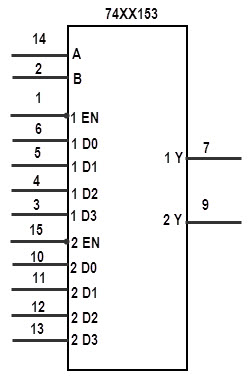 74XX153
14 A
2 B
1 1 EN
6 1 D0
5 1 D1
4 1 D2
3 1 D3
15 2 EN
10 2 D0
11 2 D1
12 2 D2
13 2 D3
1 Y 7
2 Y 9